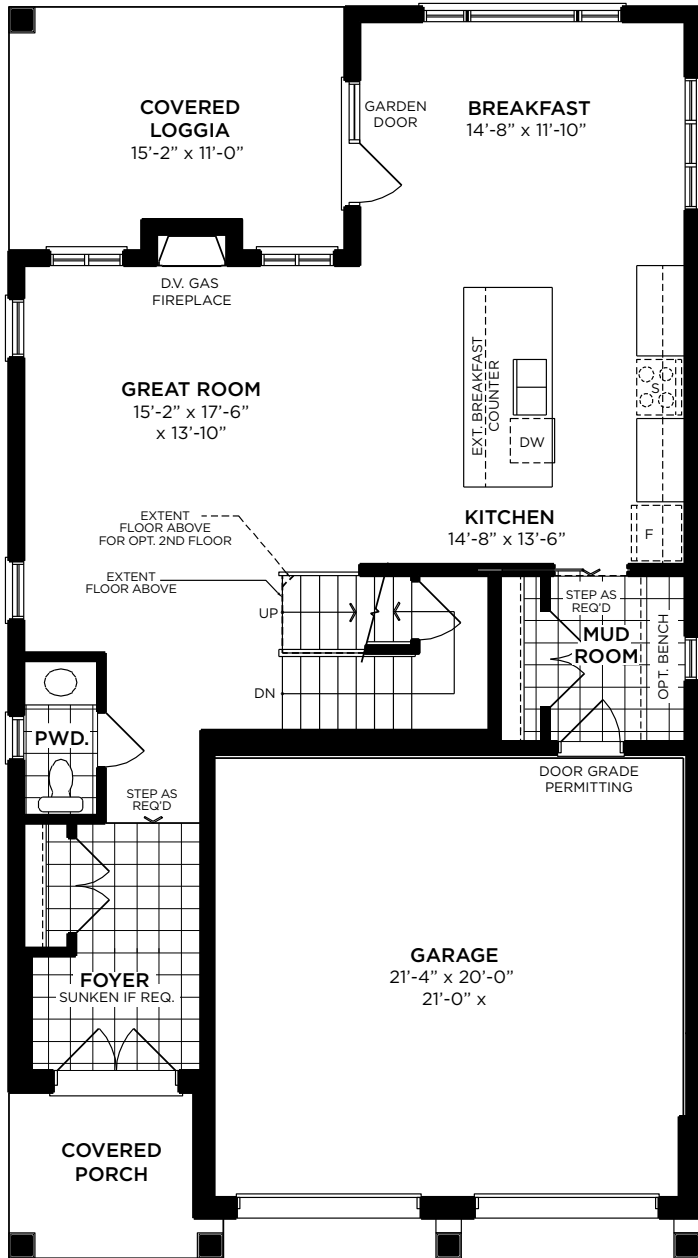 COVERED
LOGGIA
15'-2" x 11'-0"
GARDEN
DOOR
BREAKFAST
14'-8" x 11'-10"
D.V. GAS
FIREPLACE
GREAT ROOM
15'-2" x 17'-6"
x 13'-10"
EXT. BREAKFAST
COUNTER
DW
S
F
KITCHEN
14'-8" x 13'-6"
EXTENT
FLOOR ABOVE
FOR OPT. 2ND FLOOR
EXTENT
FLOOR ABOVE
UP
DN
STEP AS
REQ'D
MUD
ROOM
OPT. BENCH
PWD.
STEP AS
REQ'D
DOOR GRADE
PERMITTING
FOYER
SUNKEN IF REQ.
GARAGE
21'-4" x 20'-0"
21'-0" x
COVERED
PORCH